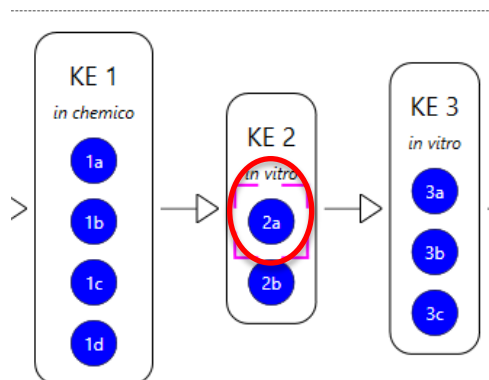 KE 1
in chemico
1a
1b
1c
1d
KE 2
in vitro
2a
2b
KE 3
in vitro
3a
3b
3c